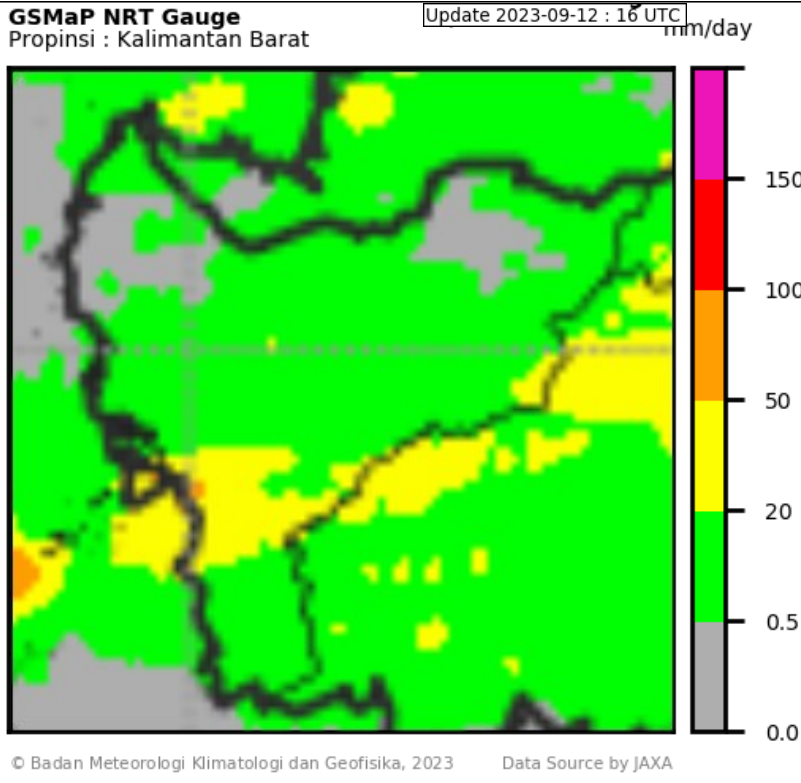 GSMaP NRT Gauge
Update 2023-09-12 : 16 UTC
Propinsi : Kalimantan Barat
mm/day
150
100
50
20
0.5
0.0
© Badan Meteorologi Klimatologi dan Geofisika, 2023
Data Source by JAXA